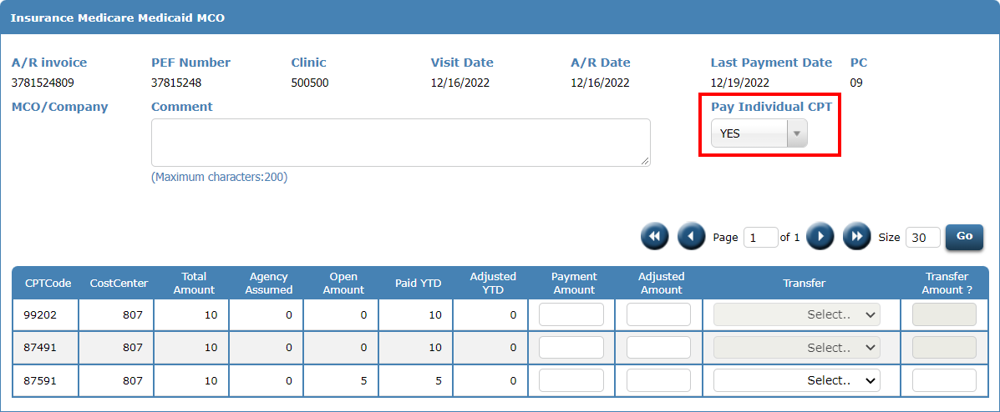 Insurance Medicare Medicaid MCO
A/R invoice PEF Number Clinic Visit Date A/R Date Last Payment Date PC
3781524809 37815248 500500 12/16/2022 12/16/2022 12/19/2022 09
MCO/Company Comment Pay Individual CPT
YES
(Maximum characters:200)
Page 1 of 1 Size 30 Go
CPTCode CostCenter Total Amount Agency Assumed Open Amount Paid YTD Adjusted YTD Payment Amount Adjusted Amount Transfer Transfer Amount ?
99202 807 10 0 0 10 0 Select..
87491 807 10 0 0 10 0 Select..
87591 807 10 0 5 5 0 Select..